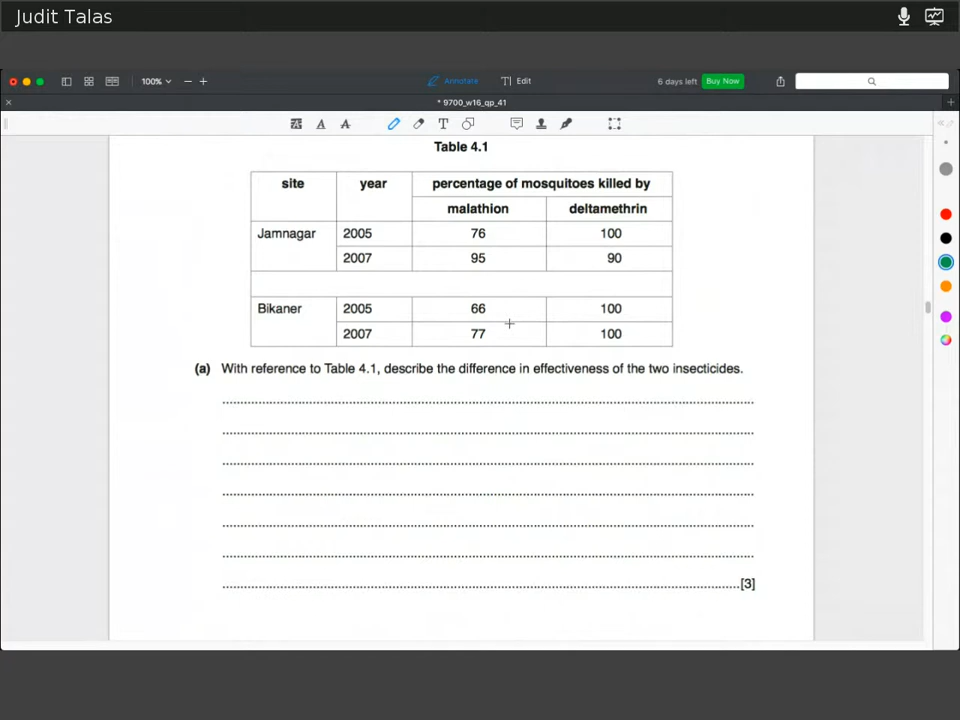 Judit Talas
100%
Annotate
T Edit
6 days left
Buy Now
* 9700_w16_qp_41
A A T
Table 4.1
site year percentage of mosquitoes killed by
malathion deltamethrin
Jamnagar 2005 76 100
2007 95 90
Bikaner 2005 66 100
2007 77 100
(a) With reference to Table 4.1, describe the difference in effectiveness of the two insecticides.
[3]